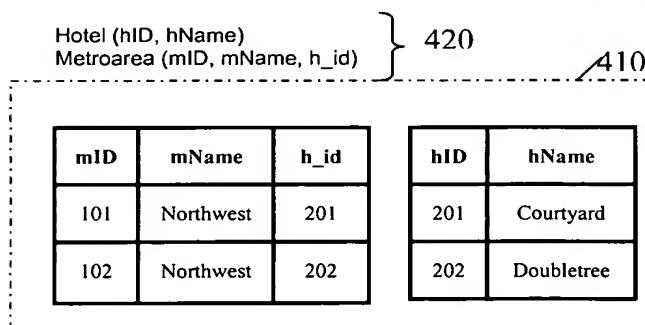 Hotel (hID, hName)
Metroarea (mID, mName, h_id)
420
410
mID mName h_id
101 Northwest 201
102 Northwest 202
hID hName
201 Courtyard
202 Doubletree